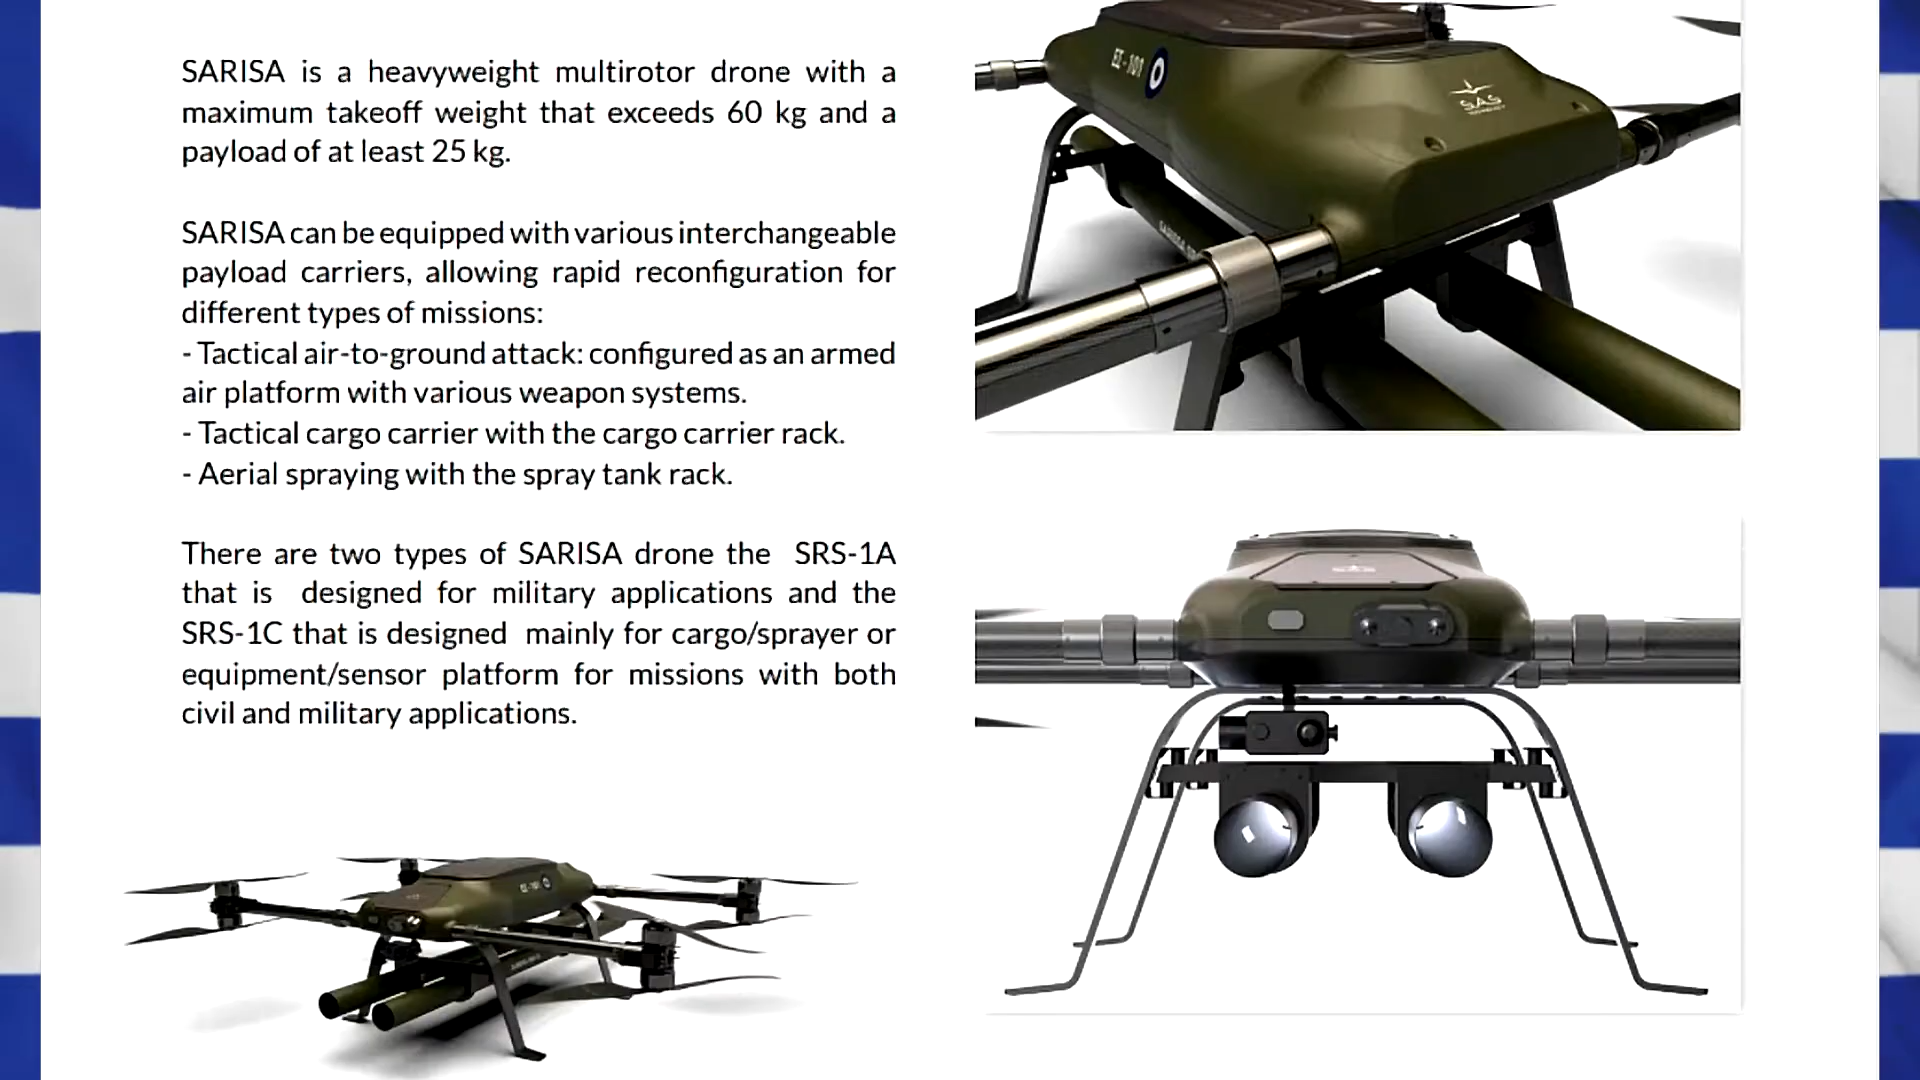 SARISA is a heavyweight multirotor drone with a
maximum takeoff weight that exceeds 60 kg and a
payload of at least 25 kg.
SARISA can be equipped with various interchangeable
payload carriers, allowing rapid reconfiguration for
different types of missions:
- Tactical air-to-ground attack: configured as an armed
air platform with various weapon systems.
- Tactical cargo carrier with the cargo carrier rack.
- Aerial spraying with the spray tank rack.
There are two types of SARISA drone the SRS-1A
that is designed for military applications and the
SRS-1C that is designed mainly for cargo/sprayer or
equipment/sensor platform for missions with both
civil and military applications.
EE-101
SAS